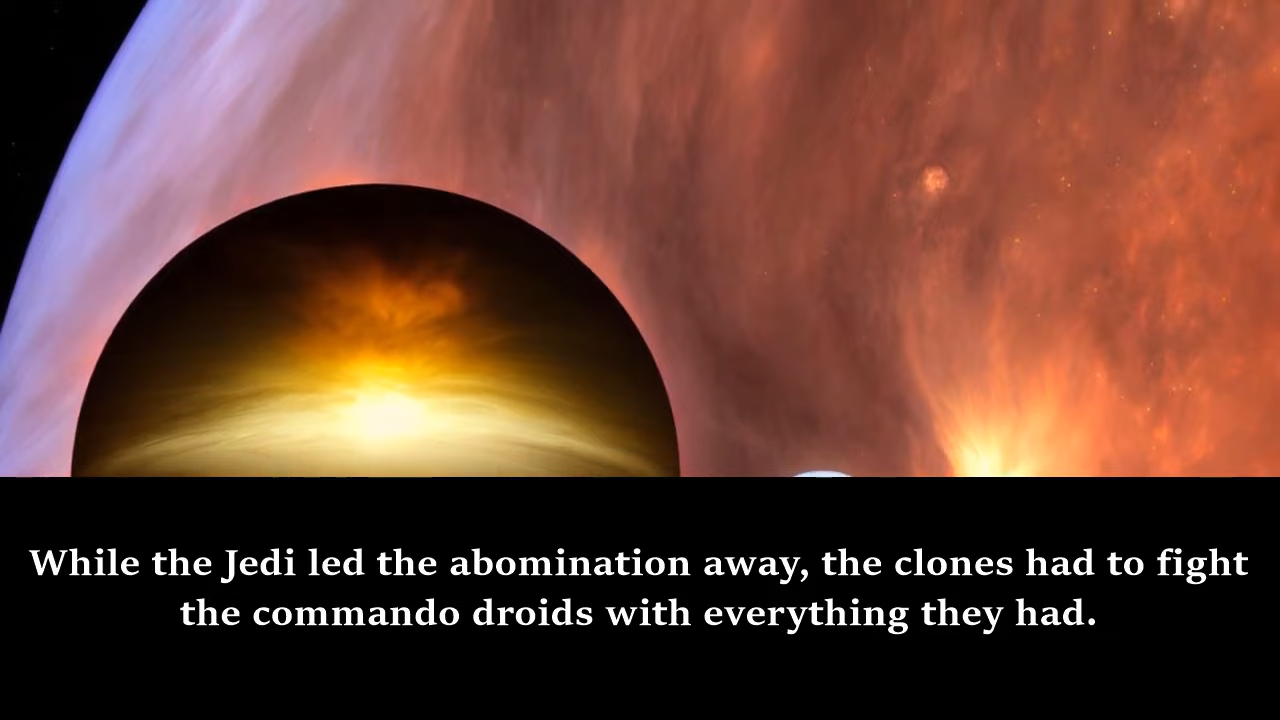 While the Jedi led the abomination away, the clones had to fight
the commando droids with everything they had.